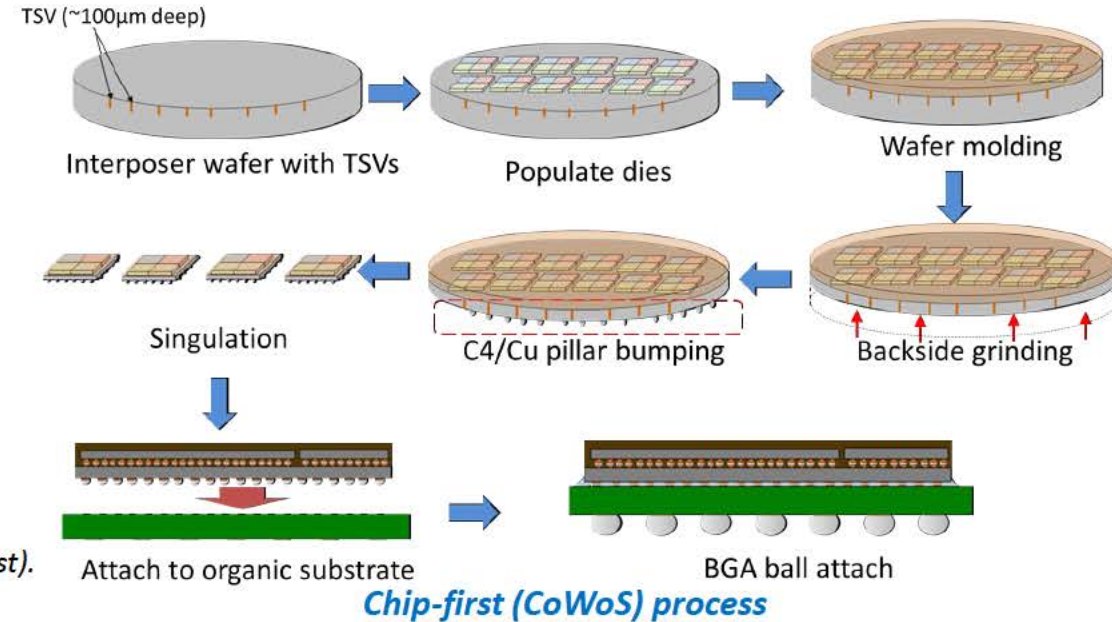 TSV (~100μm deep)
Interposer wafer with TSVs
Populate dies
Wafer molding
Singulation
C4/Cu pillar bumping
Backside grinding
st).
Attach to organic substrate
BGA ball attach
Chip-first (CoWoS) process